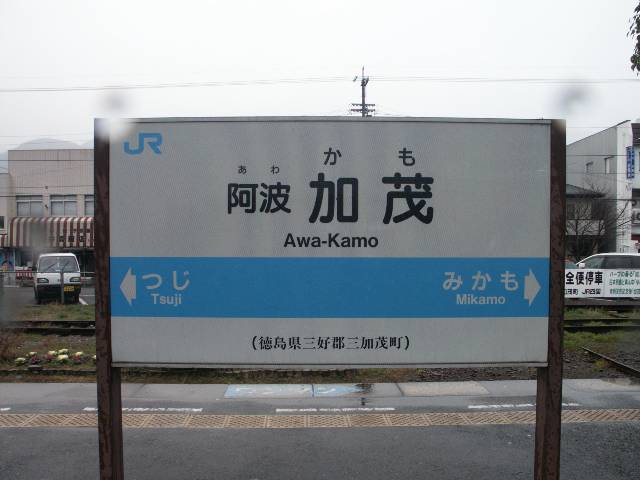 JR
あわ かも
阿波 加茂
Awa-Kamo
つじ みかも
Tsuji Mikamo
(徳島県三好郡三加茂町)
全便停車